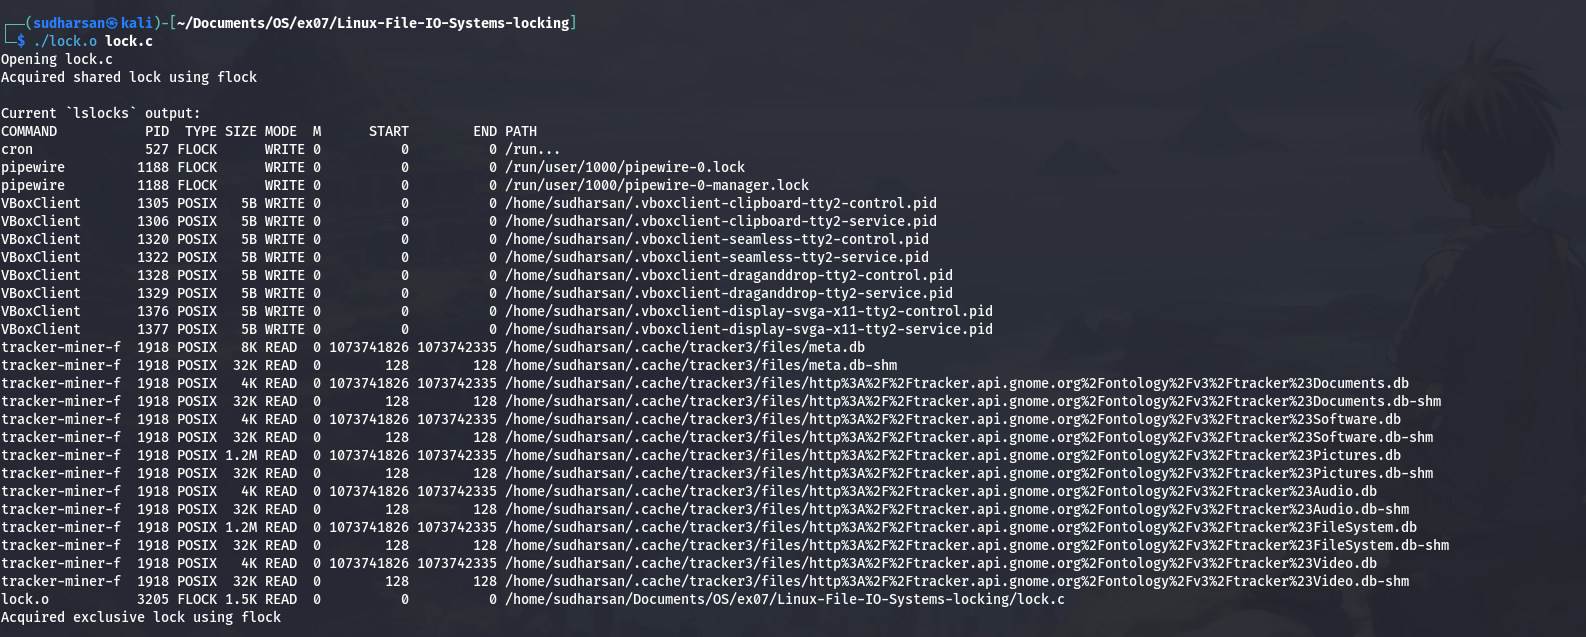 ┌──(sudharsan㉿kali)-[~/Documents/OS/ex07/Linux-File-IO-Systems-locking]
└─$ ./lock.o lock.c
Opening lock.c
Acquired shared lock using flock

Current `lslocks` output:
COMMAND           PID  TYPE SIZE MODE  M      START        END PATH
cron              527 FLOCK      WRITE 0          0          0 /run...
pipewire         1188 FLOCK      WRITE 0          0          0 /run/user/1000/pipewire-0.lock
pipewire         1188 FLOCK      WRITE 0          0          0 /run/user/1000/pipewire-0-manager.lock
VBoxClient       1305 POSIX   5B WRITE 0          0          0 /home/sudharsan/.vboxclient-clipboard-tty2-control.pid
VBoxClient       1306 POSIX   5B WRITE 0          0          0 /home/sudharsan/.vboxclient-clipboard-tty2-service.pid
VBoxClient       1320 POSIX   5B WRITE 0          0          0 /home/sudharsan/.vboxclient-seamless-tty2-control.pid
VBoxClient       1322 POSIX   5B WRITE 0          0          0 /home/sudharsan/.vboxclient-seamless-tty2-service.pid
VBoxClient       1328 POSIX   5B WRITE 0          0          0 /home/sudharsan/.vboxclient-draganddrop-tty2-control.pid
VBoxClient       1329 POSIX   5B WRITE 0          0          0 /home/sudharsan/.vboxclient-draganddrop-tty2-service.pid
VBoxClient       1376 POSIX   5B WRITE 0          0          0 /home/sudharsan/.vboxclient-display-svga-x11-tty2-control.pid
VBoxClient       1377 POSIX   5B WRITE 0          0          0 /home/sudharsan/.vboxclient-display-svga-x11-tty2-service.pid
tracker-miner-f  1918 POSIX   8K READ  0 1073741826 1073742335 /home/sudharsan/.cache/tracker3/files/meta.db
tracker-miner-f  1918 POSIX  32K READ  0        128        128 /home/sudharsan/.cache/tracker3/files/meta.db-shm
tracker-miner-f  1918 POSIX   4K READ  0 1073741826 1073742335 /home/sudharsan/.cache/tracker3/files/http%3A%2F%2Ftracker.api.gnome.org%2Fontology%2Fv3%2Ftracker%23Documents.db
tracker-miner-f  1918 POSIX  32K READ  0        128        128 /home/sudharsan/.cache/tracker3/files/http%3A%2F%2Ftracker.api.gnome.org%2Fontology%2Fv3%2Ftracker%23Documents.db-shm
tracker-miner-f  1918 POSIX   4K READ  0 1073741826 1073742335 /home/sudharsan/.cache/tracker3/files/http%3A%2F%2Ftracker.api.gnome.org%2Fontology%2Fv3%2Ftracker%23Software.db
tracker-miner-f  1918 POSIX  32K READ  0        128        128 /home/sudharsan/.cache/tracker3/files/http%3A%2F%2Ftracker.api.gnome.org%2Fontology%2Fv3%2Ftracker%23Software.db-shm
tracker-miner-f  1918 POSIX 1.2M READ  0 1073741826 1073742335 /home/sudharsan/.cache/tracker3/files/http%3A%2F%2Ftracker.api.gnome.org%2Fontology%2Fv3%2Ftracker%23Pictures.db
tracker-miner-f  1918 POSIX  32K READ  0        128        128 /home/sudharsan/.cache/tracker3/files/http%3A%2F%2Ftracker.api.gnome.org%2Fontology%2Fv3%2Ftracker%23Pictures.db-shm
tracker-miner-f  1918 POSIX   4K READ  0 1073741826 1073742335 /home/sudharsan/.cache/tracker3/files/http%3A%2F%2Ftracker.api.gnome.org%2Fontology%2Fv3%2Ftracker%23Audio.db
tracker-miner-f  1918 POSIX  32K READ  0        128        128 /home/sudharsan/.cache/tracker3/files/http%3A%2F%2Ftracker.api.gnome.org%2Fontology%2Fv3%2Ftracker%23Audio.db-shm
tracker-miner-f  1918 POSIX 1.2M READ  0 1073741826 1073742335 /home/sudharsan/.cache/tracker3/files/http%3A%2F%2Ftracker.api.gnome.org%2Fontology%2Fv3%2Ftracker%23FileSystem.db
tracker-miner-f  1918 POSIX  32K READ  0        128        128 /home/sudharsan/.cache/tracker3/files/http%3A%2F%2Ftracker.api.gnome.org%2Fontology%2Fv3%2Ftracker%23FileSystem.db-shm
tracker-miner-f  1918 POSIX   4K READ  0 1073741826 1073742335 /home/sudharsan/.cache/tracker3/files/http%3A%2F%2Ftracker.api.gnome.org%2Fontology%2Fv3%2Ftracker%23Video.db
tracker-miner-f  1918 POSIX  32K READ  0        128        128 /home/sudharsan/.cache/tracker3/files/http%3A%2F%2Ftracker.api.gnome.org%2Fontology%2Fv3%2Ftracker%23Video.db-shm
lock.o           3205 FLOCK 1.5K READ  0          0          0 /home/sudharsan/Documents/OS/ex07/Linux-File-IO-Systems-locking/lock.c
Acquired exclusive lock using flock